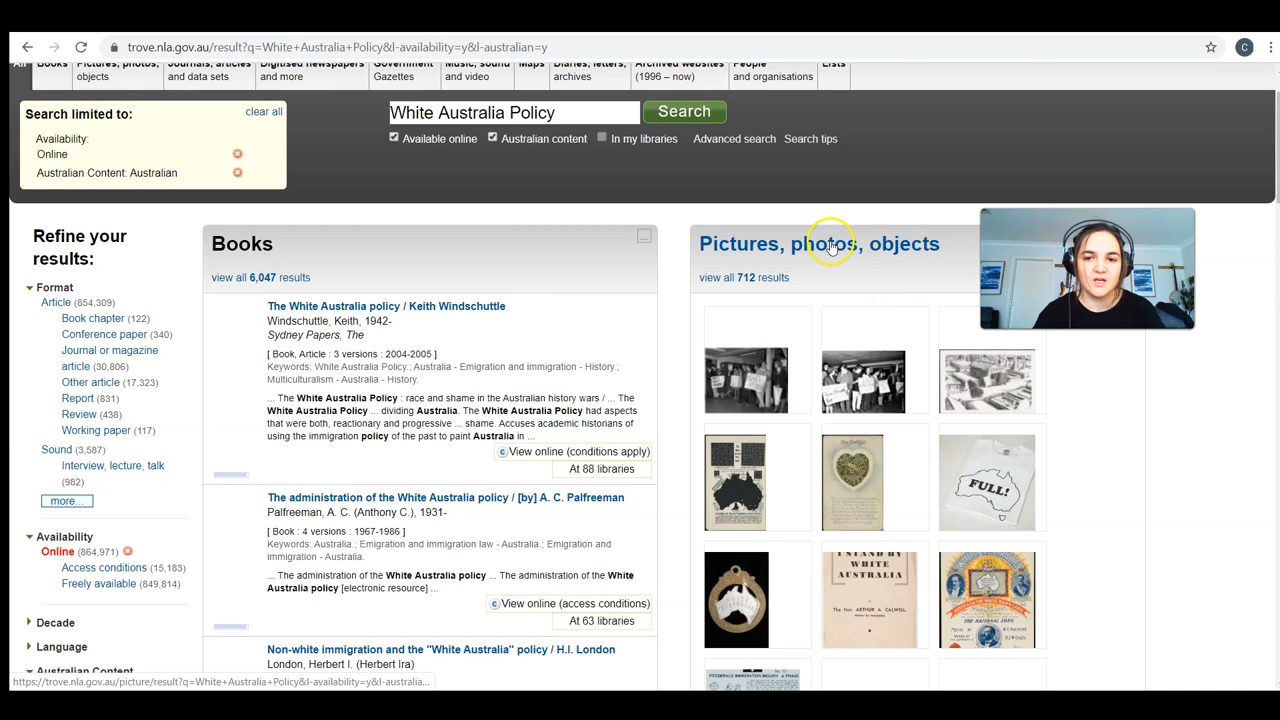 trove.nla.gov.au/result?q=White+Australia+Policy&l-availability=y&l-australian=y
C
All
Books
Pictures, photos,
objects
Journals, articles
and data sets
Digitised newspapers
and more
Government
Gazettes
Music, sound
and video
Maps
Diaries, letters,
archives
Archived websites
(1996 – now)
People
and organisations
Lists
Search limited to:
clear all
Availability:
Online
Australian Content: Australian
White Australia Policy
Search
Available online
Australian content
In my libraries
Advanced search
Search tips
Refine your
results:
Format
Article (854,309)
Book chapter (122)
Conference paper (340)
Journal or magazine
article (30,806)
Other article (17,323)
Report (831)
Review (438)
Working paper (117)
Sound (3,587)
Interview, lecture, talk
(982)
more...
Availability
Online (864,971)
Access conditions (15,183)
Freely available (849,814)
Decade
Language
Australian Content
Books
view all 6,047 results
The White Australia policy / Keith Windschuttle
Windschuttle, Keith, 1942-
Sydney Papers, The
[ Book, Article : 3 versions : 2004-2005 ]
Keywords: White Australia Policy.; Australia - Emigration and immigration - History.;
Multiculturalism - Australia - History.
... The White Australia Policy : race and shame in the Australian history wars / ... The
White Australia Policy ... dividing Australia. The White Australia Policy had aspects
that were both, reactionary and progressive ... shame. Accuses academic historians of
using the immigration policy of the past to paint Australia in ...
View online (conditions apply)
At 88 libraries
The administration of the White Australia policy / [by] A. C. Palfreeman
Palfreeman, A. C. (Anthony C.), 1931-
[ Book : 4 versions : 1967-1986 ]
Keywords: Australia.; Emigration and immigration law - Australia.; Emigration and
immigration - Australia.
... The administration of the White Australia policy ... The administration of the White
Australia policy [electronic resource] ...
View online (access conditions)
At 63 libraries
Non-white immigration and the "White Australia" policy / H.I. London
London, Herbert I. (Herbert Ira)
Pictures, photos, objects
view all 712 results
FULL!
I STAND BY
WHITE
AUSTRALIA
The Hon. ARTHUR A. CALWELL
THE NATIONAL SONG
FITZGERALD IMMIGRATION INQUIRY: A FRAUD
https://trove.nla.gov.au/picture/result?q=White+Australia+Policy&l-availability=y&l-australia...